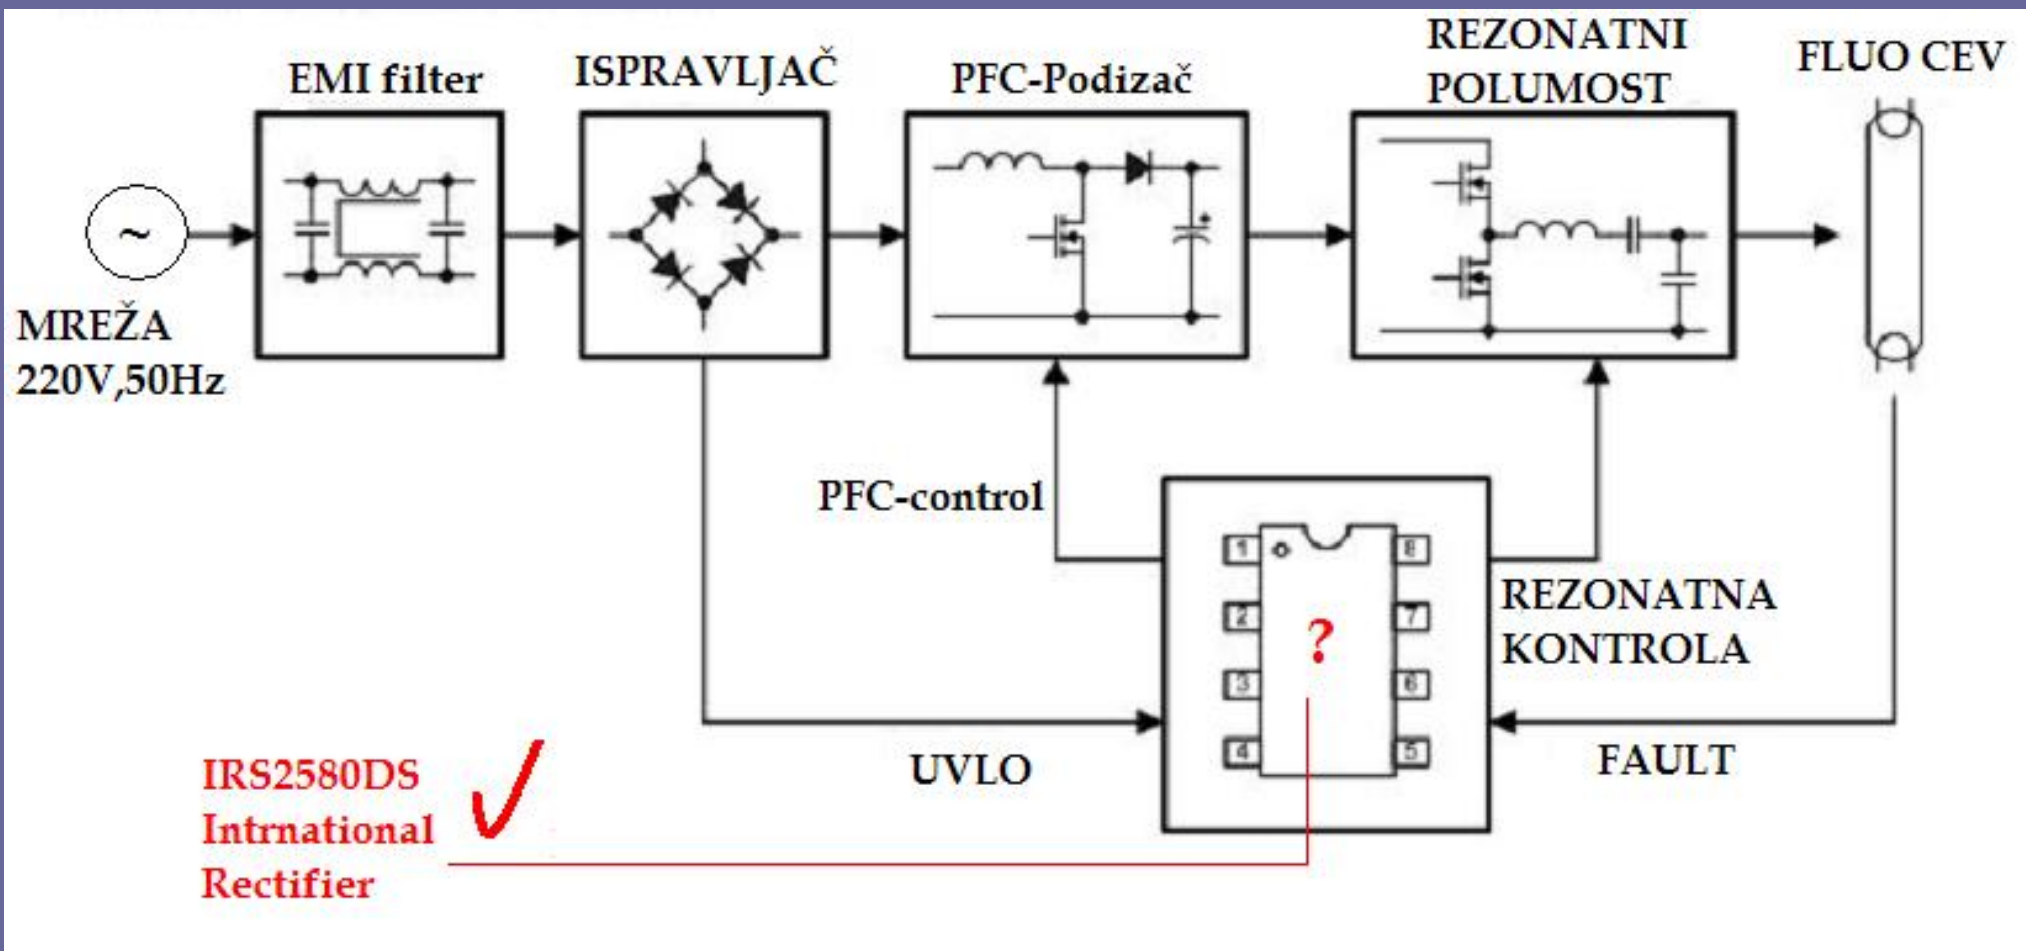 EMI filter
ISPRAVLJAČ
PFC-Podizač
REZONATNI
POLUMOST
FLUO CEV
~
MREŽA
220V,50Hz
PFC-control
1
8
2
7
3
6
4
5
?
REZONATNA
KONTROLA
UVLO
FAULT
IRS2580DS
Intrnational
Rectifier